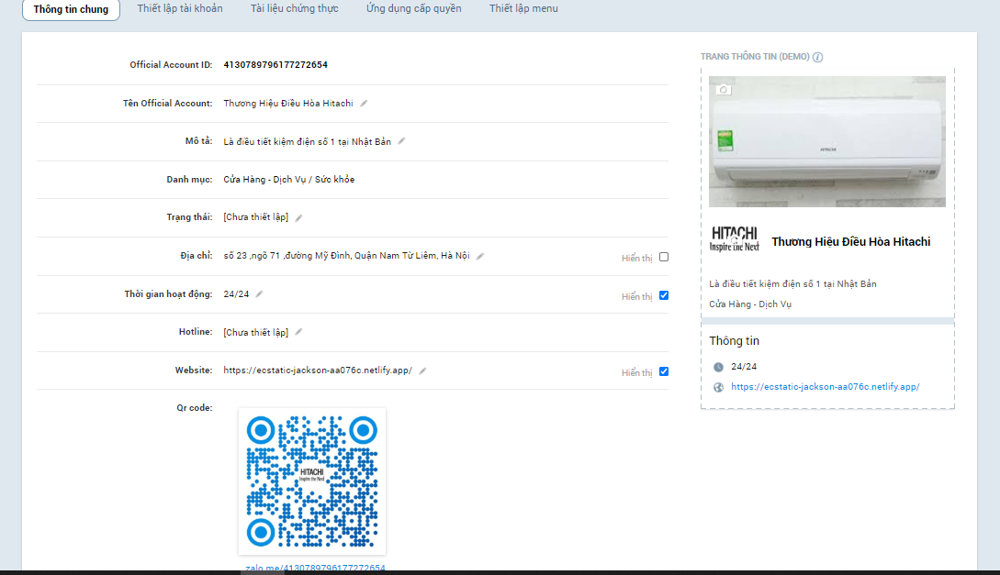 Thông tin chung Thiết lập tài khoản Tài liệu chứng thực Ứng dụng cấp quyền Thiết lập menu
Official Account ID: 4130789796177272654
Tên Official Account: Thương Hiệu Điều Hòa Hitachi
Mô tả: Là điều tiết kiệm điện số 1 tại Nhật Bản
Danh mục: Cửa Hàng - Dịch Vụ / Sức khỏe
Trạng thái: [Chưa thiết lập]
Địa chỉ: số 23 ,ngõ 71 ,đường Mỹ Đình, Quận Nam Từ Liêm, Hà Nội Hiển thị
Thời gian hoạt động: 24/24 Hiển thị
Hotline: [Chưa thiết lập]
Website: https://ecstatic-jackson-aa076c.netlify.app/ Hiển thị
Qr code:
HITACHI
Inspire the Next
zalo.me/4130789796177272654
TRANG THÔNG TIN (DEMO)
HITACHI
HITACHI
Inspire the Next
Thương Hiệu Điều Hòa Hitachi
Là điều tiết kiệm điện số 1 tại Nhật Bản
Cửa Hàng - Dịch Vụ
Thông tin
24/24
https://ecstatic-jackson-aa076c.netlify.app/